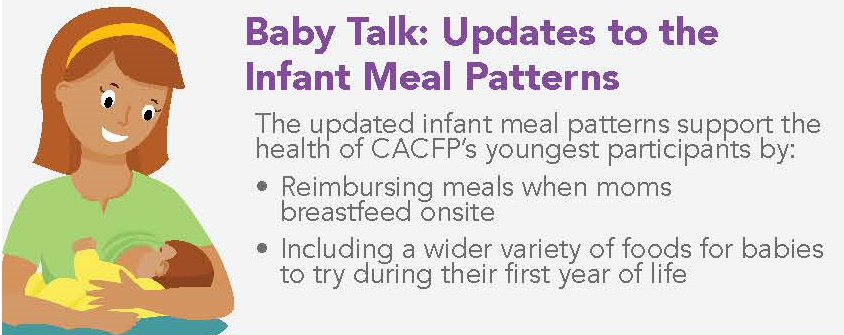 Baby Talk: Updates to the
Infant Meal Patterns
The updated infant meal patterns support the
health of CACFP's youngest participants by:
• Reimbursing meals when moms
breastfeed onsite
• Including a wider variety of foods for babies
to try during their first year of life